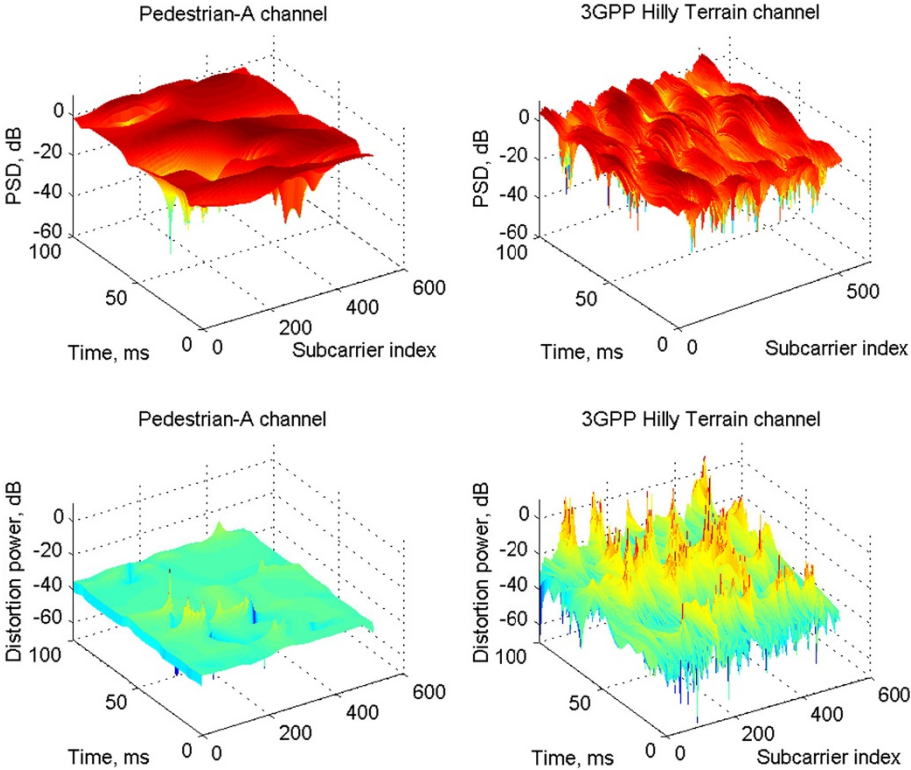 Pedestrian-A channel
PSD, dB
0
-20
-40
-60
100
50
0
Time, ms
0
200
400
600
Subcarrier index
3GPP Hilly Terrain channel
PSD, dB
0
-20
-40
-60
100
50
0
Time, ms
0
500
Subcarrier index
Pedestrian-A channel
Distortion power, dB
0
-20
-40
-60
100
50
0
Time, ms
0
200
400
600
Subcarrier index
3GPP Hilly Terrain channel
Distortion power, dB
0
-20
-40
-60
100
50
0
Time, ms
0
200
400
600
Subcarrier index